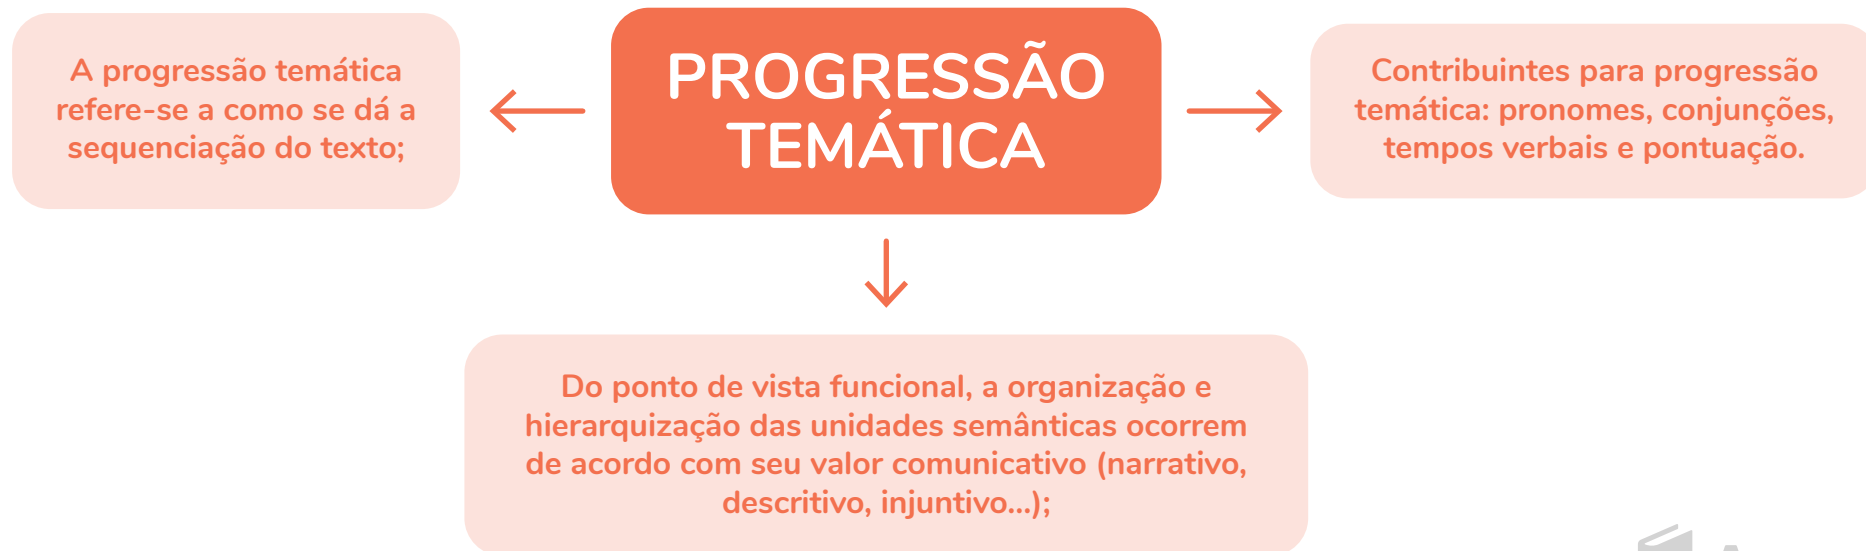 PROGRESSÃO
TEMÁTICA
A progressão temática
refere-se a como se dá a
sequenciação do texto;
Contribuintes para progressão
temática: pronomes, conjunções,
tempos verbais e pontuação.
Do ponto de vista funcional, a organização e
hierarquização das unidades semânticas ocorrem
de acordo com seu valor comunicativo (narrativo,
descritivo, injuntivo...);